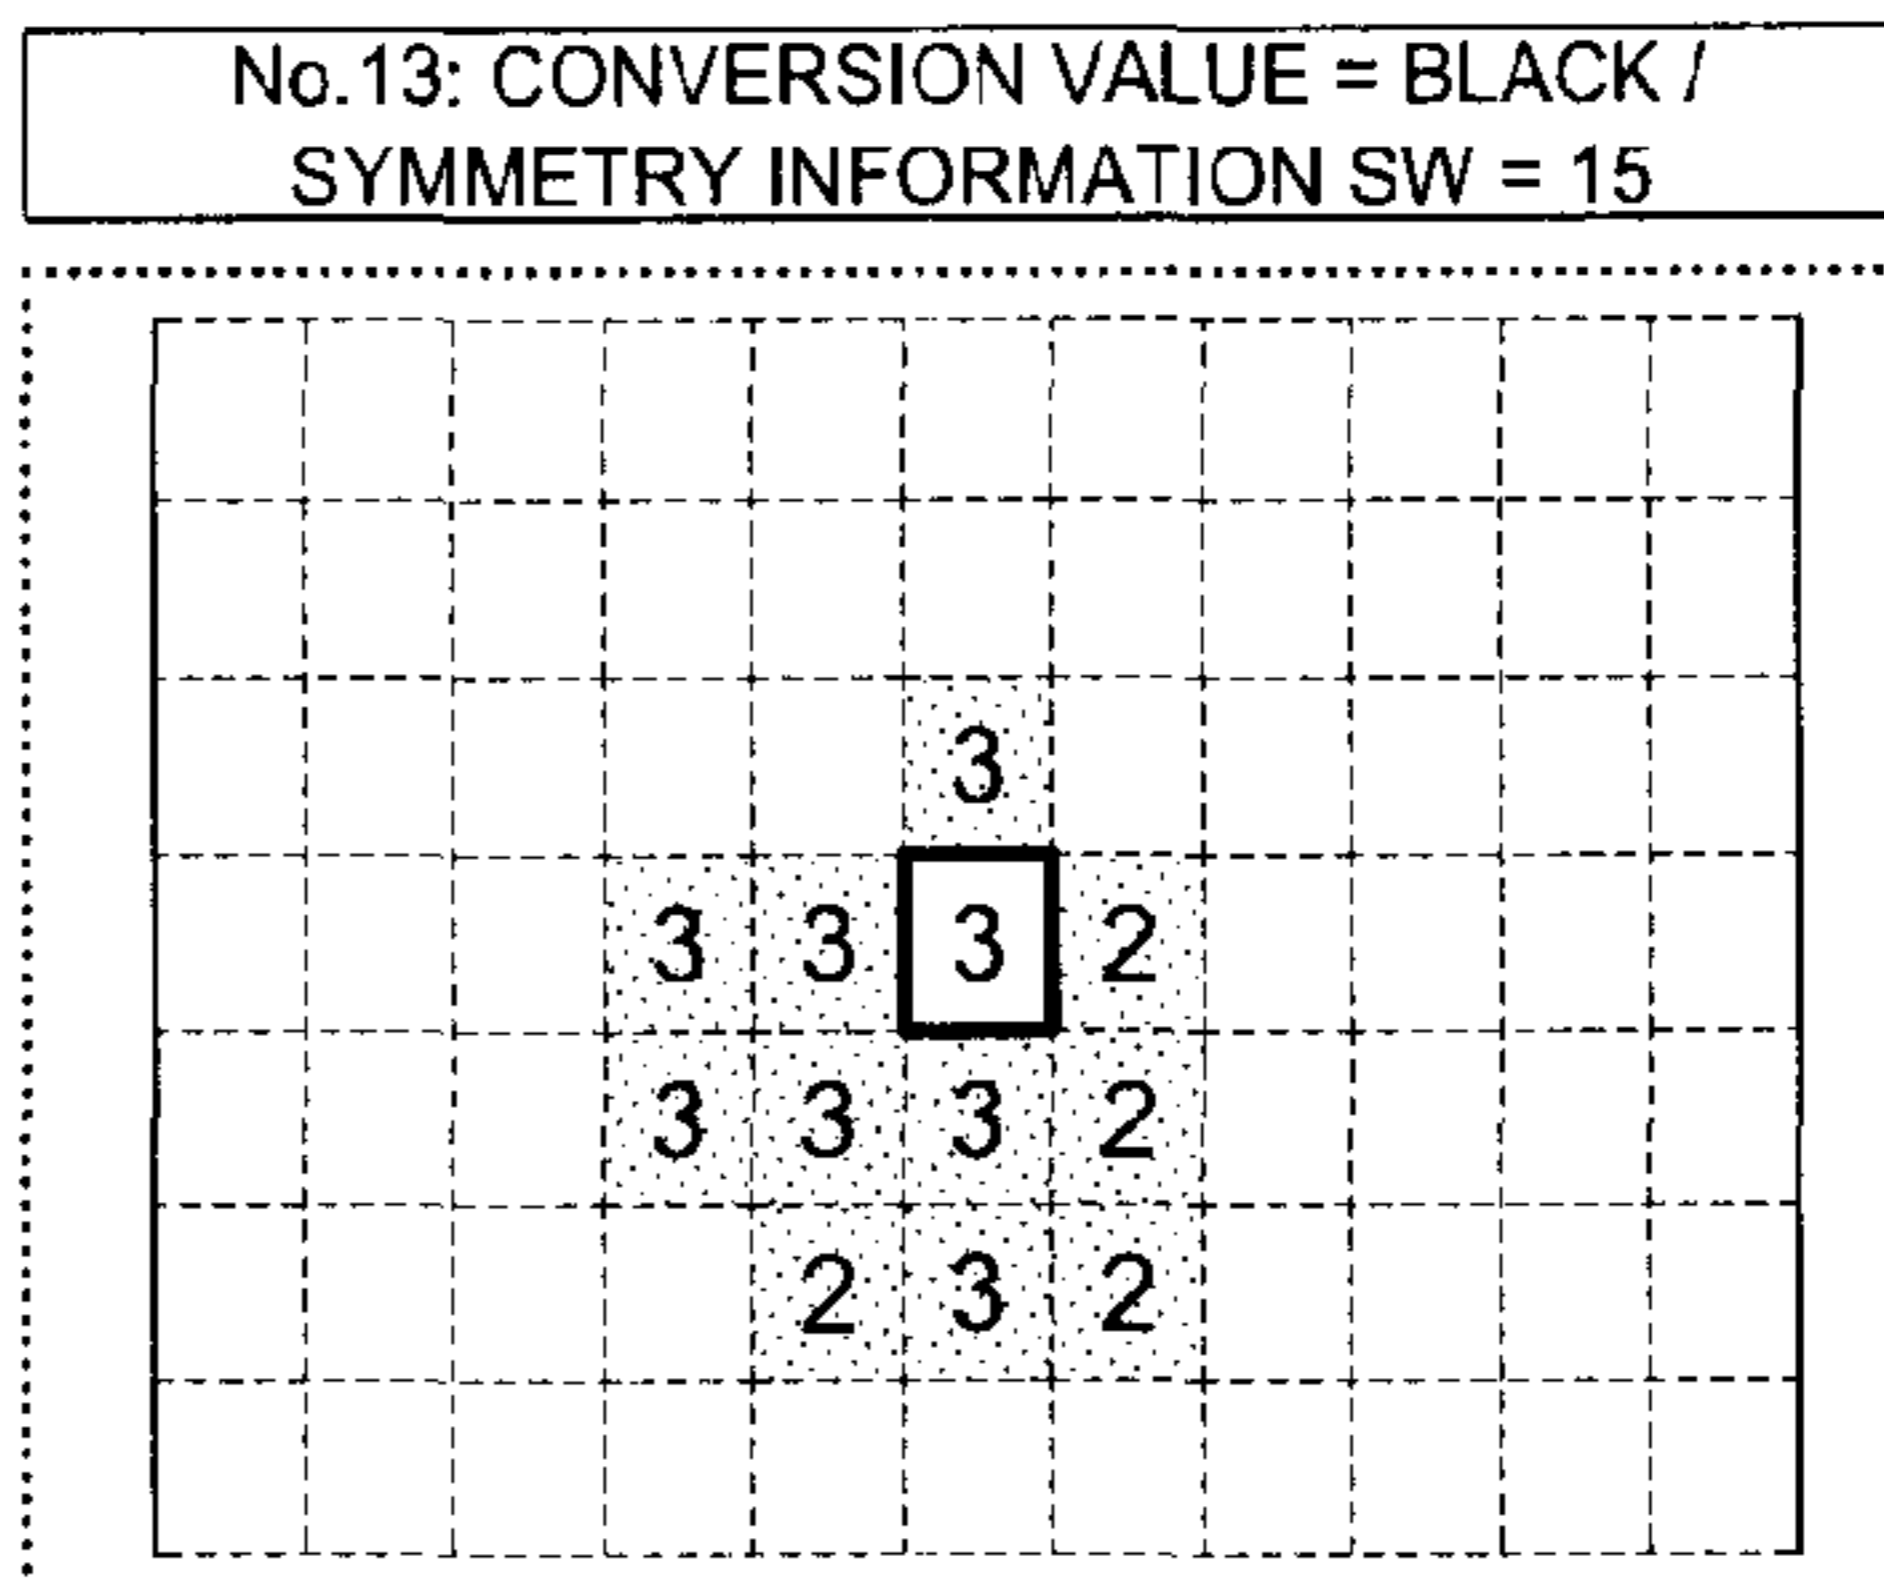 No.13: CONVERSION VALUE = BLACK /
SYMMETRY INFORMATION SW = 15
3
3 3 3 2
3 3 3 2
2 3 2